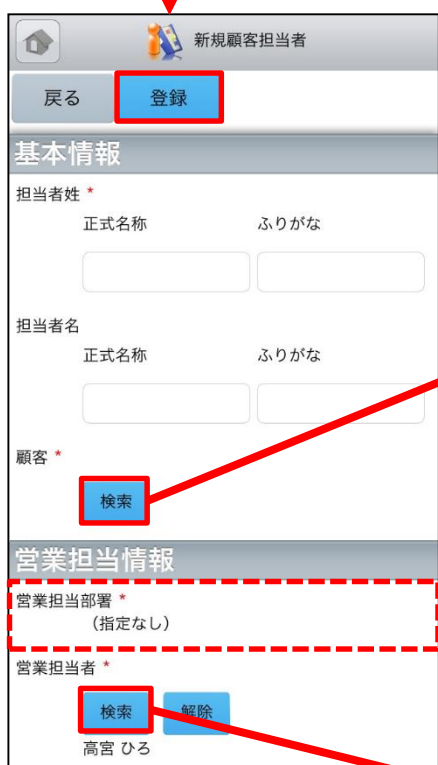 新規顧客担当者
戻る 登録
基本情報
担当者姓 *
正式名称 ふりがな
担当者名
正式名称 ふりがな
顧客 *
検索
営業担当情報
営業担当部署 *
（指定なし）
営業担当者 *
検索 解除
高宮 ひろ